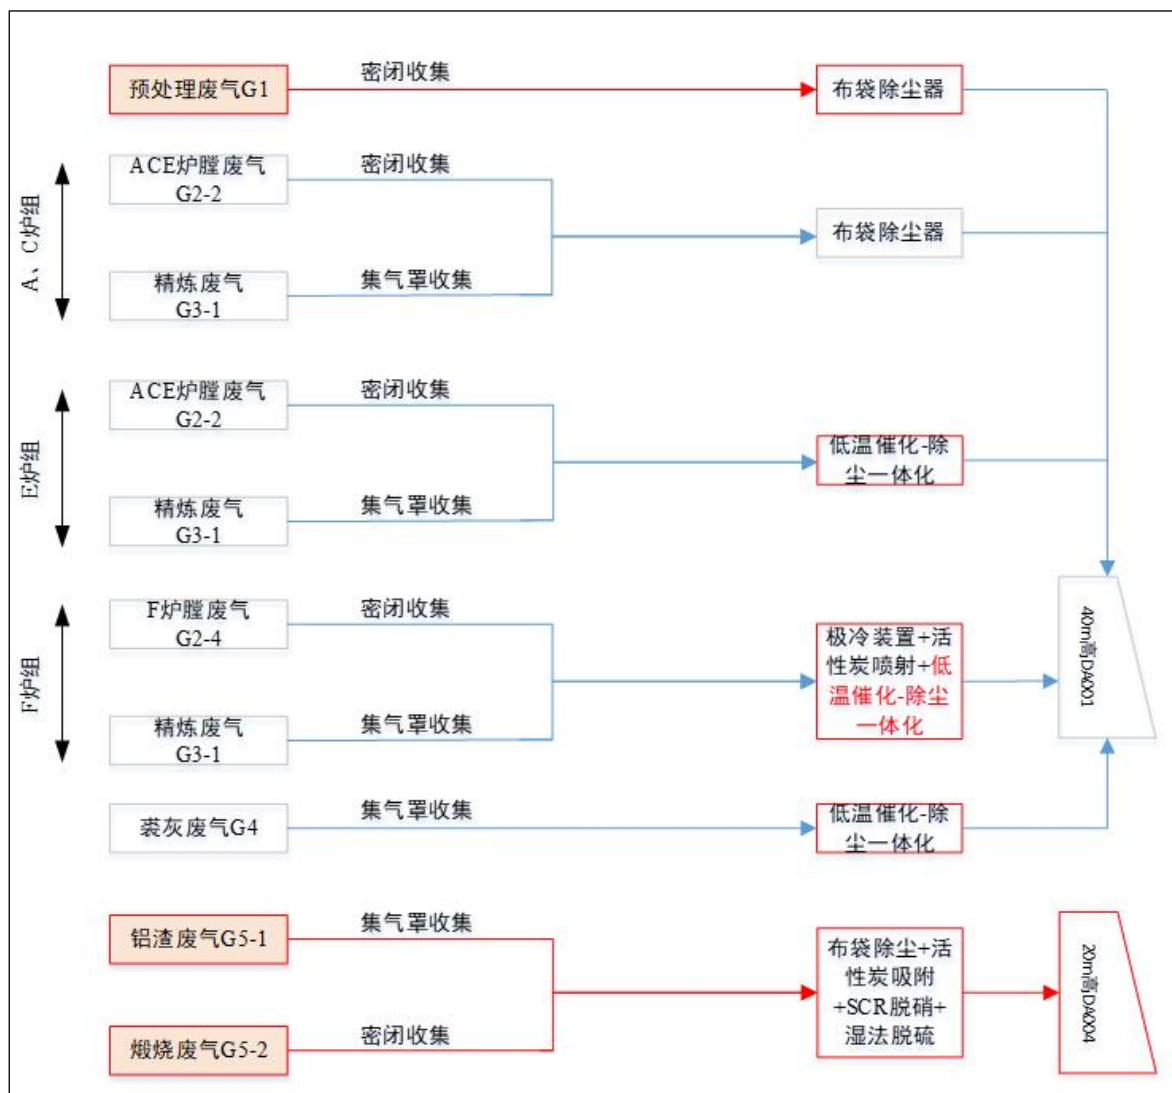 预处理废气G1
密闭收集
布袋除尘器
A、C炉组
ACE炉膛废气
G2-2
密闭收集
精炼废气
G3-1
集气罩收集
布袋除尘器
E炉组
ACE炉膛废气
G2-2
密闭收集
精炼废气
G3-1
集气罩收集
低温催化-除
尘一体化
F炉组
F炉膛废气
G2-4
密闭收集
精炼废气
G3-1
集气罩收集
极冷装置+活
性炭喷射+低
温催化-除尘
一体化
40m高DA001
裘灰废气G4
集气罩收集
低温催化-除
尘一体化
铝渣废气G5-1
集气罩收集
煅烧废气G5-2
密闭收集
布袋除尘+活
性炭吸附
+SCR脱硝+
湿法脱硫
20m高DA004